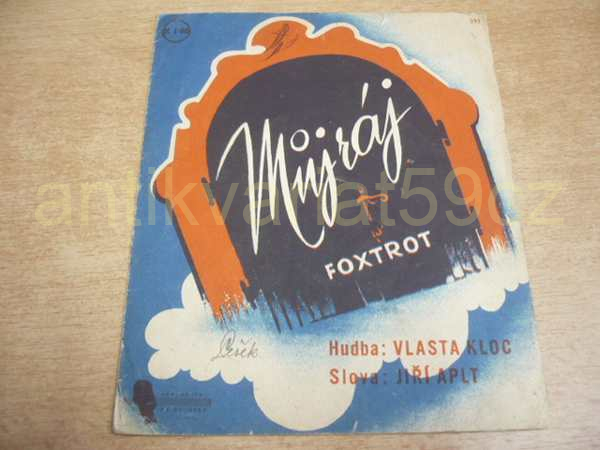 Můj ráj
FOXTROT
Hudba: VLASTA KLOC
Slova: JIŘÍ APLT
antikvariat59cz